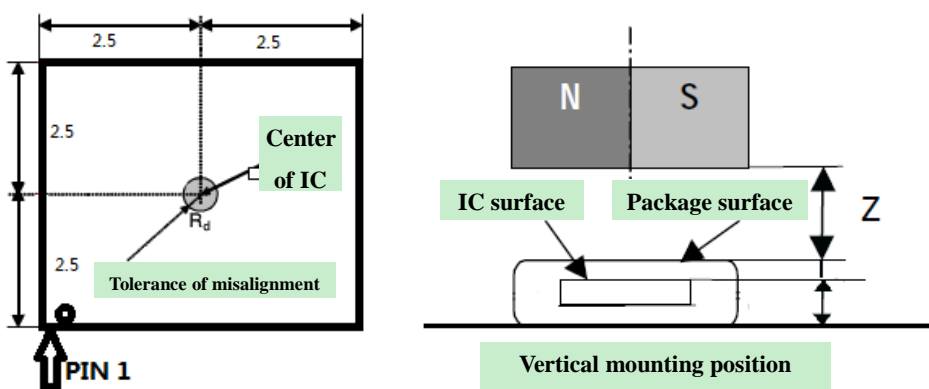 2.5
2.5
2.5
Center
of IC
R_d
2.5
Tolerance of misalignment
PIN 1
N
S
IC surface
Package surface
Z
Vertical mounting position